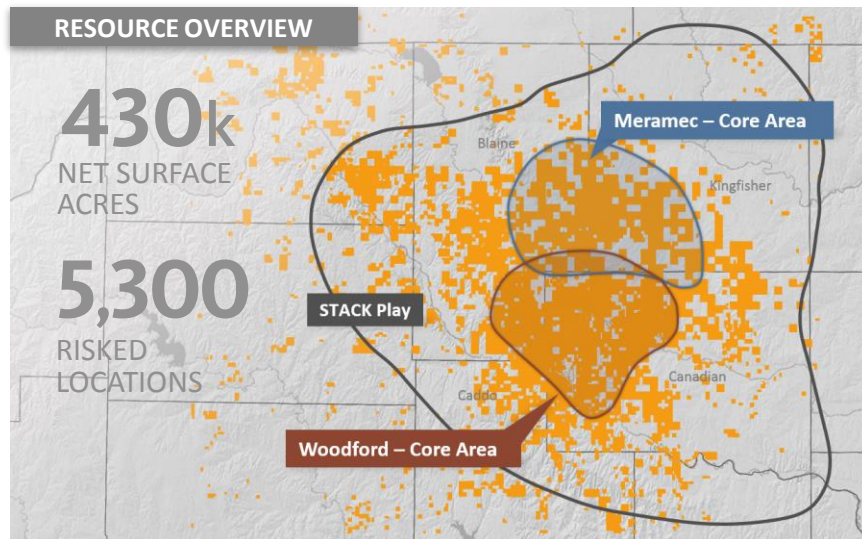 RESOURCE OVERVIEW
430k
NET SURFACE
ACRES
5,300
RISKED
LOCATIONS
Meramec – Core Area
Blaine
Kingfisher
STACK Play
Canadian
Caddo
Woodford – Core Area